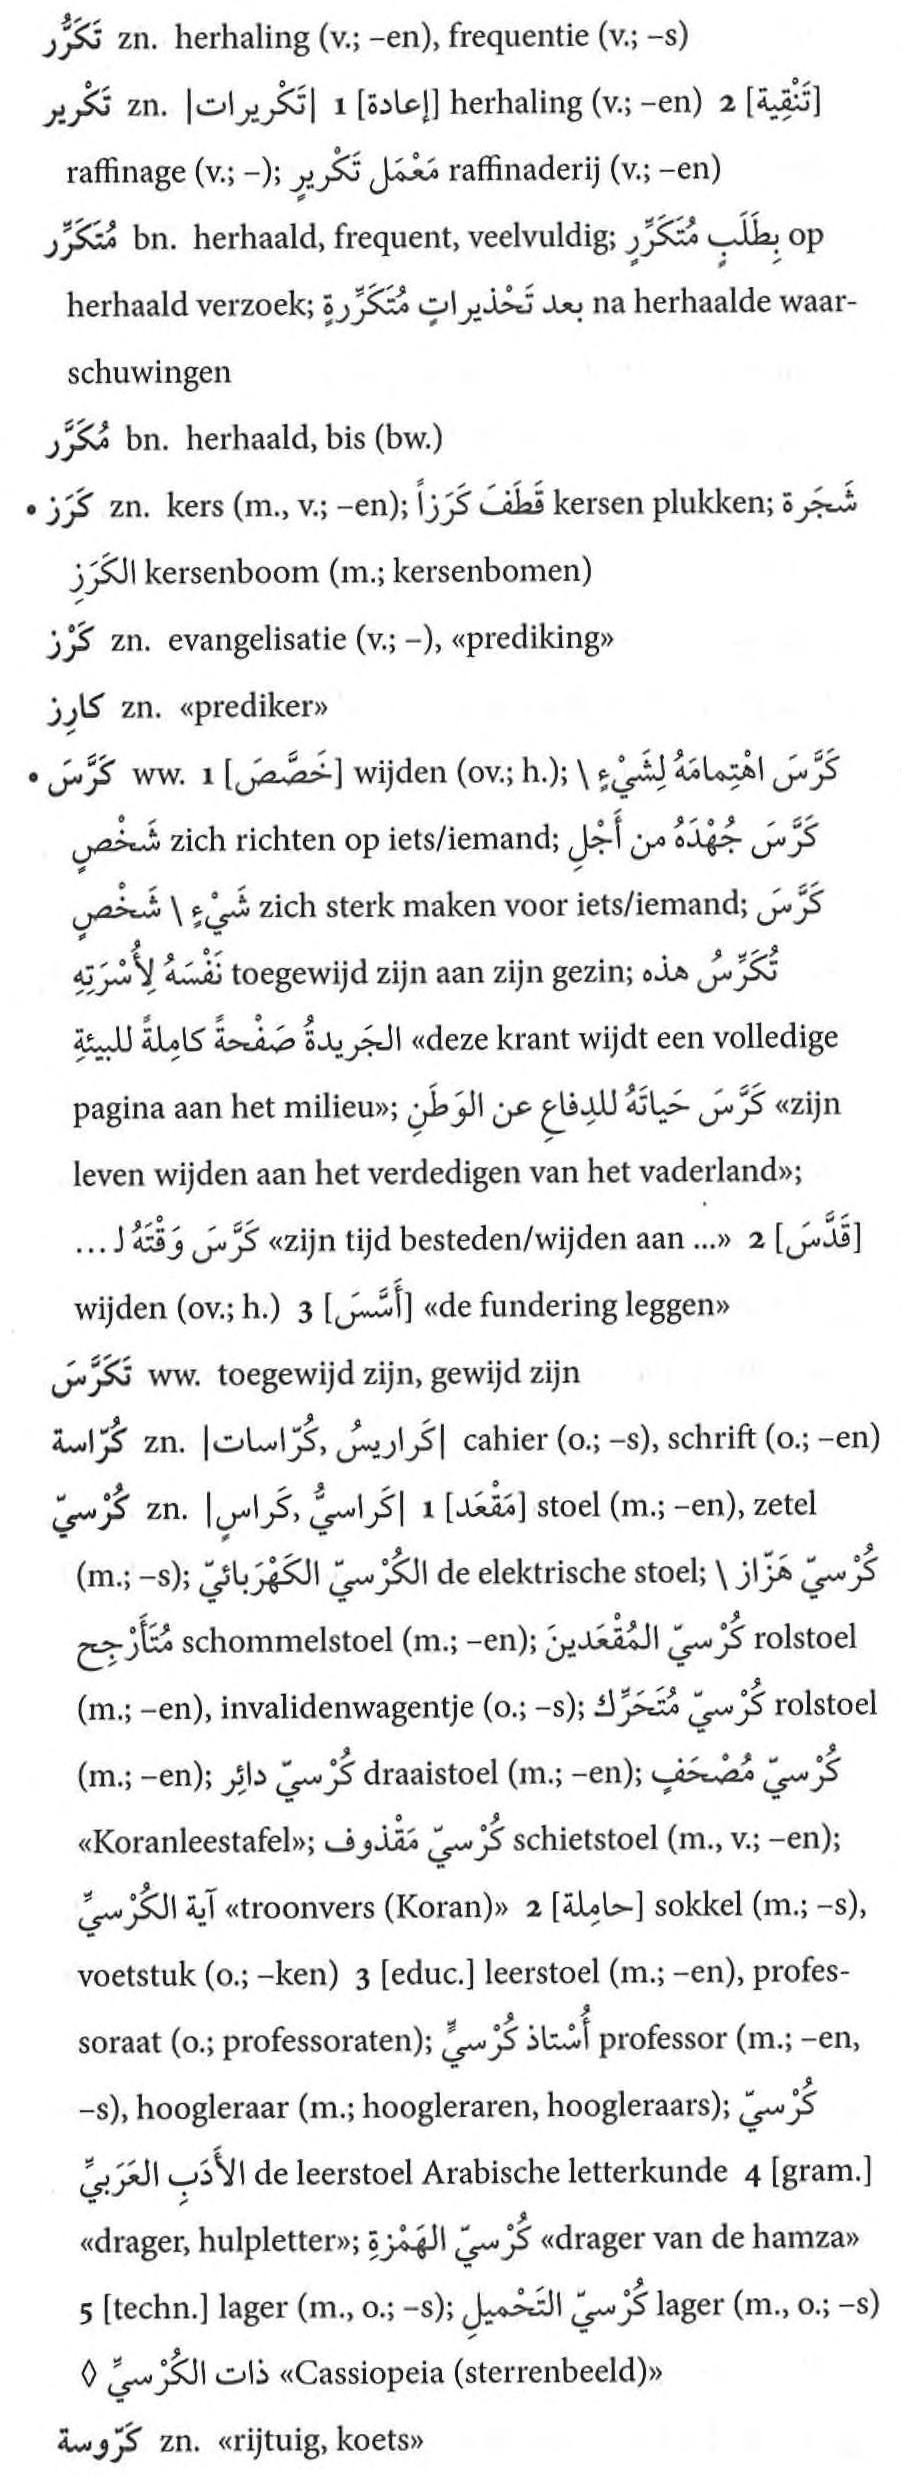 تَكَرُّر zn. herhaling (v.; –en), frequentie (v.; –s)
تَكْرير zn. |تَكْريرات| 1 [إعادة] herhaling (v.; –en) 2 [تَنْقِية]
raffinage (v.; –); مَعْمَل تَكْريرٍ raffinaderij (v.; –en)
مُتَكَرِّر bn. herhaald, frequent, veelvuldig; بِطَلَبٍ مُتَكَرِّرٍ op
herhaald verzoek; بعد تَحْذيراتٍ مُتَكَرِّرةٍ na herhaalde waar-
schuwingen
مُكَرَّر bn. herhaald, bis (bw.)
• كَرَز zn. kers (m., v.; –en); قَطَفَ كَرَزاً kersen plukken; شَجَرة
الكَرَزِ kersenboom (m.; kersenbomen)
كَرْز zn. evangelisatie (v.; –), «prediking»
كارِز zn. «prediker»
• كَرَّسَ ww. 1 [خَصَّصَ] wijden (ov.; h.); كَرَّسَ اهْتِمامَهُ لِشَيْءٍ \
شَخْصٍ zich richten op iets/iemand; كَرَّسَ جُهْدَهُ من أَجْلِ
شَيْءٍ \ شَخْصٍ zich sterk maken voor iets/iemand; كَرَّسَ
نَفْسَهُ لِأُسْرَتِهِ toegewijd zijn aan zijn gezin; تُكَرِّسُ هذه
الجَريدةُ صَفْحةً كامِلةً للبيئةِ «deze krant wijdt een volledige
pagina aan het milieu»; كَرَّسَ حَياتَهُ للدِفاعِ عن الوَطَنِ «zijn
leven wijden aan het verdedigen van het vaderland»;
كَرَّسَ وَقْتَهُ لـ ... «zijn tijd besteden/wijden aan ...» 2 [قَدَّسَ]
wijden (ov.; h.) 3 [أَسَّسَ] «de fundering leggen»
تَكَرَّسَ ww. toegewijd zijn, gewijd zijn
كُرّاسة zn. |كَراريسُ, كُرّاسات| cahier (o.; –s), schrift (o.; –en)
كُرْسيّ zn. |كَراسيُّ, كَراسٍ| 1 [مَقْعَد] stoel (m.; –en), zetel
(m.; –s); الكُرْسيّ الكَهْرَبائيّ de elektrische stoel; كُرْسيّ هَزّاز \
مُتَأَرْجِح schommelstoel (m.; –en); كُرْسيّ المُقْعَدينَ rolstoel
(m.; –en), invalidenwagentje (o.; –s); كُرْسيّ مُتَحَرِّك rolstoel
(m.; –en); كُرْسيّ دائِر draaistoel (m.; –en); كُرْسيّ مُصْحَفٍ
«Koranleestafel»; كُرْسيّ مَقْذوف schietstoel (m., v.; –en);
آية الكُرْسيِّ «troonvers (Koran)» 2 [حامِلة] sokkel (m.; –s),
voetstuk (o.; –ken) 3 [educ.] leerstoel (m.; –en), profes-
soraat (o.; professoraten); أُسْتاذ كُرْسيٍّ professor (m.; –en,
–s), hoogleraar (m.; hoogleraren, hoogleraars); كُرْسيّ
الأَدَبِ العَرَبيِّ de leerstoel Arabische letterkunde 4 [gram.]
«drager, hulpletter»; كُرْسيّ الهَمْزةِ «drager van de hamza»
5 [techn.] lager (m., o.; –s); كُرْسيّ التَحْميلِ lager (m., o.; –s)
◊ ذات الكُرْسيِّ «Cassiopeia (sterrenbeeld)»
كَرّوسة zn. «rijtuig, koets»